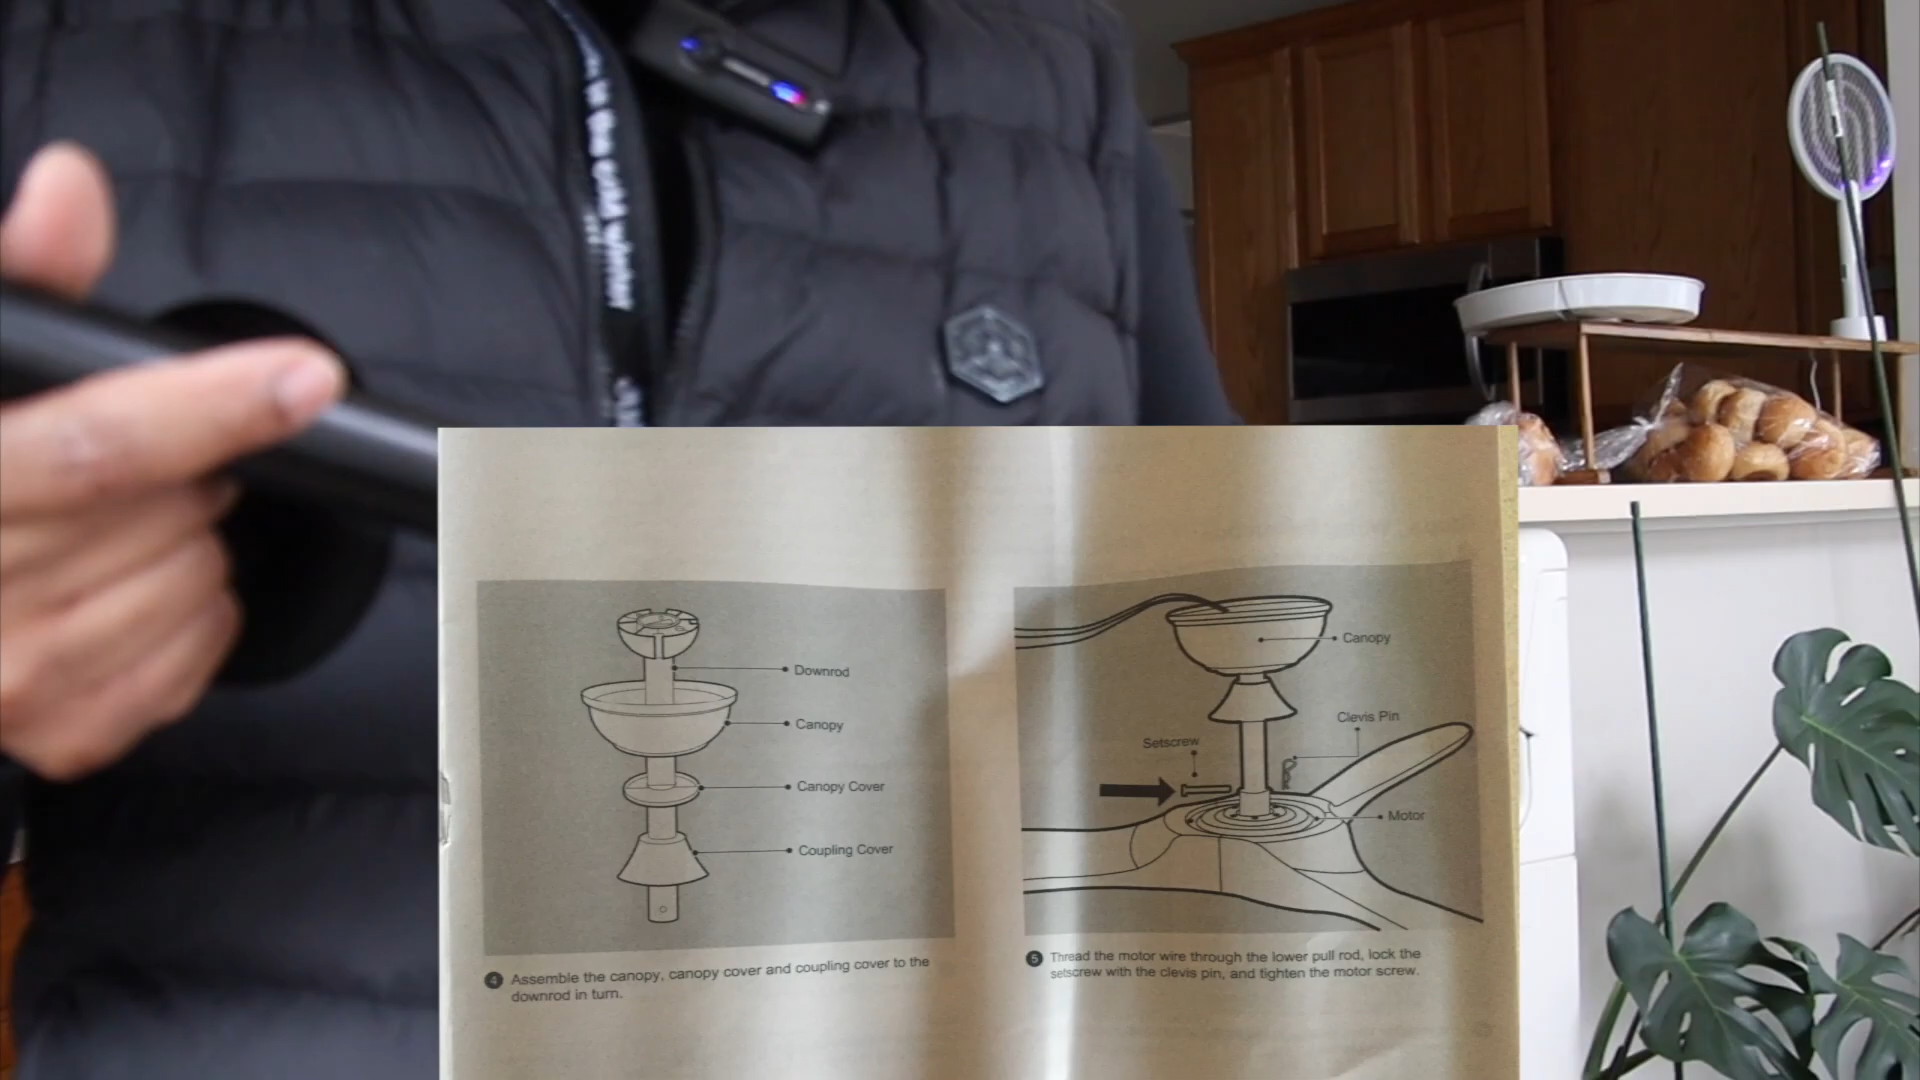 Downrod
Canopy
Canopy Cover
Coupling Cover
4 Assemble the canopy, canopy cover and coupling cover to the
downrod in turn.
Canopy
Clevis Pin
Setscrew
Motor
5 Thread the motor wire through the lower pull rod, lock the
setscrew with the clevis pin, and tighten the motor screw.